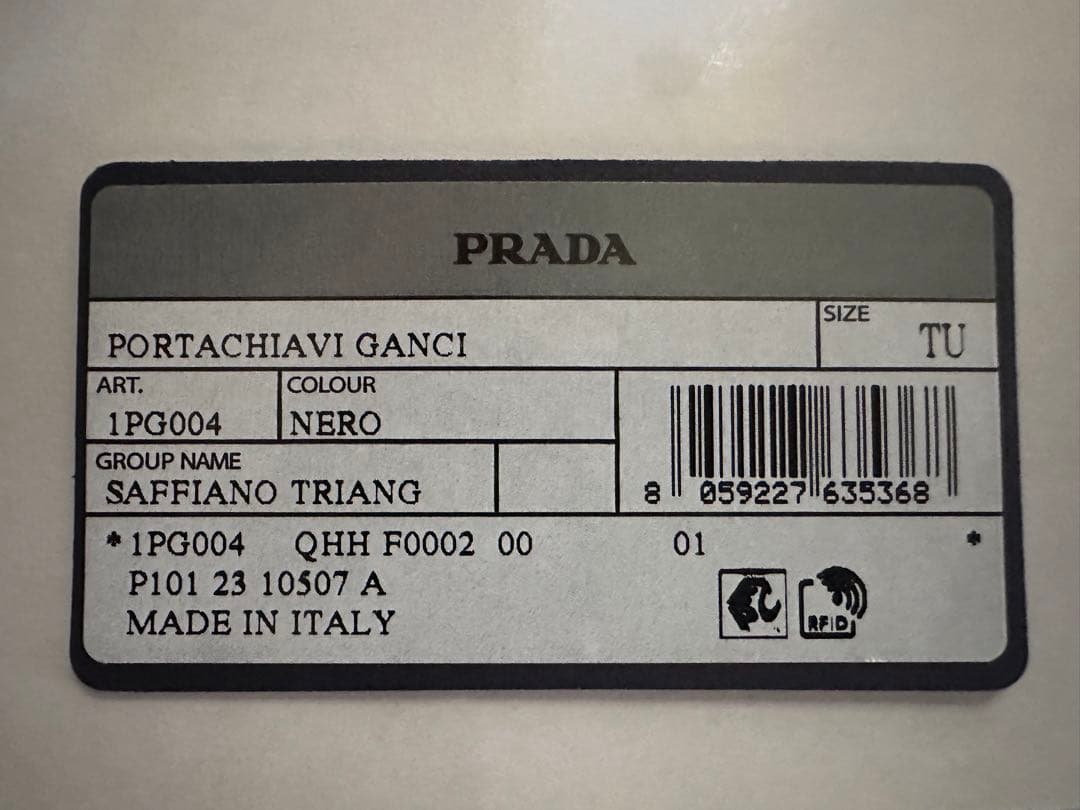 PRADA
PORTACHIAVI GANCI
SIZE
TU
ART.
1PG004
COLOUR
NERO
GROUP NAME
SAFFIANO TRIANG
8 059227 635368
* 1PG004 QHH F0002 00 01 *
P101 23 10507 A
MADE IN ITALY
RFID